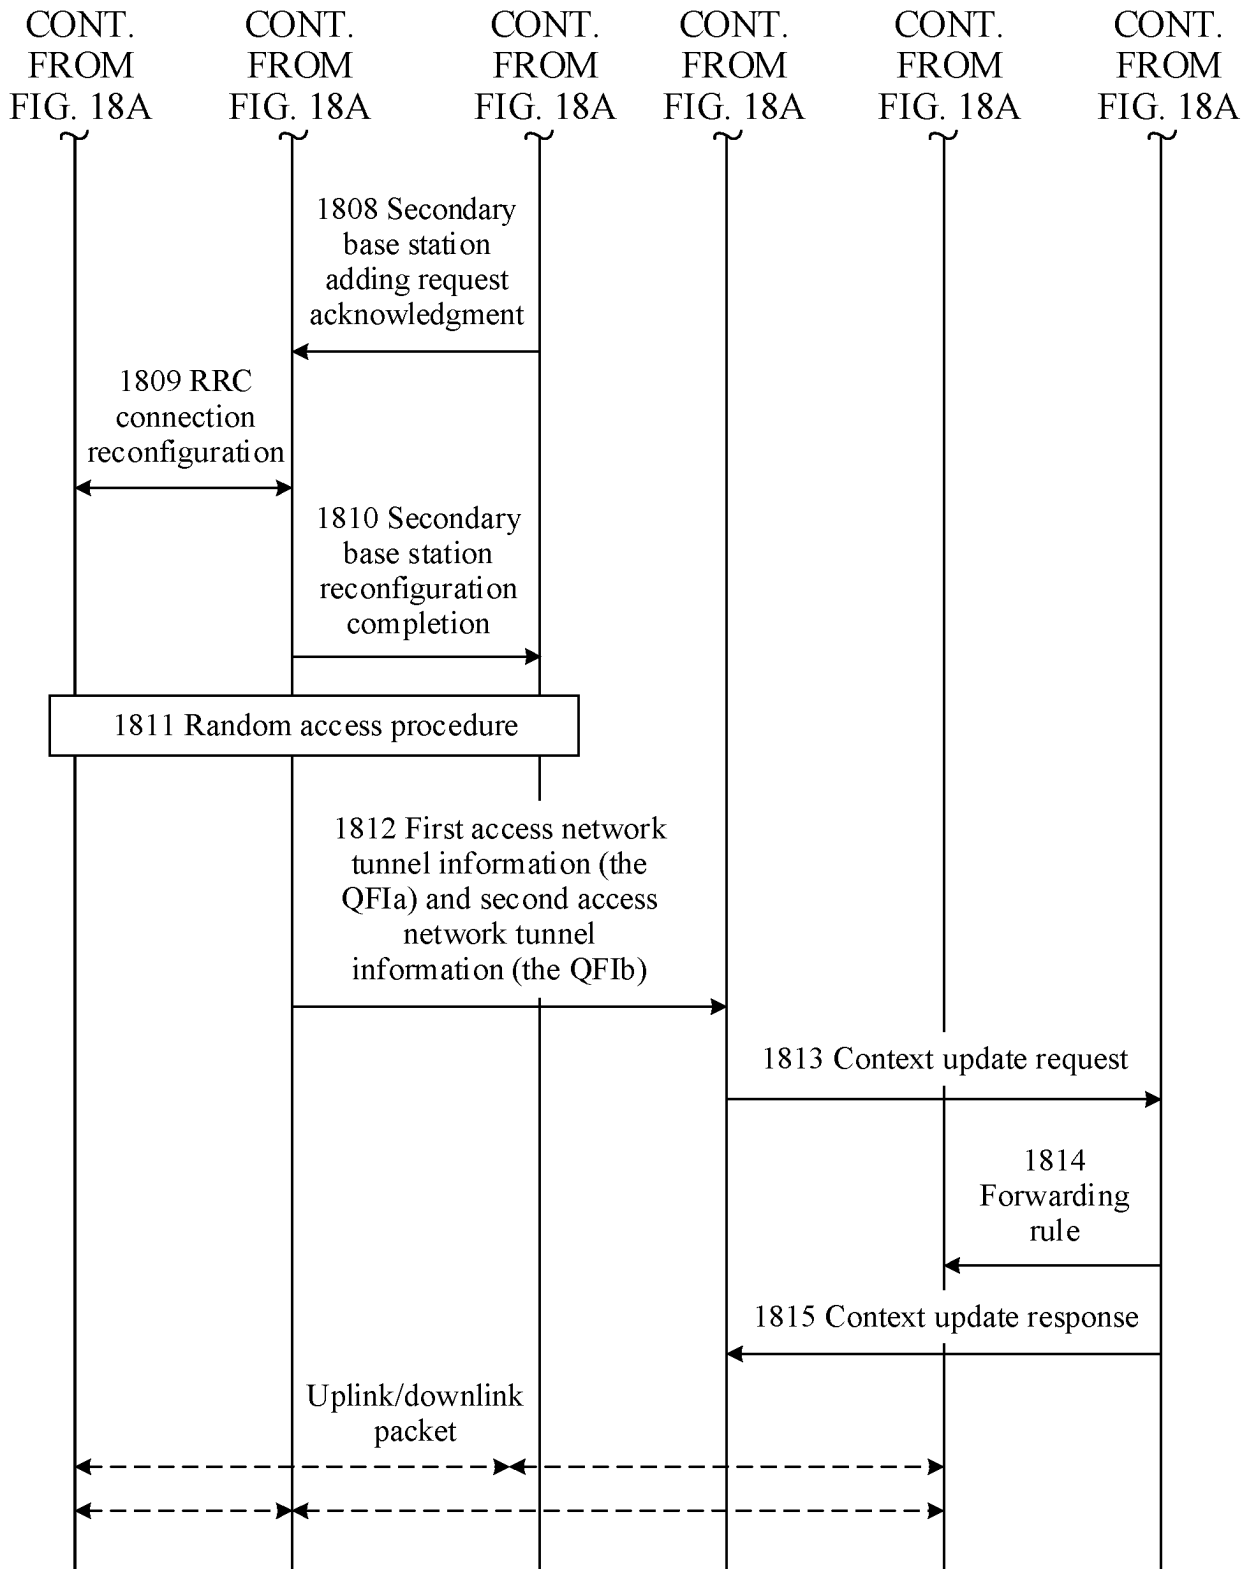 CONT.
FROM
FIG. 18A
CONT.
FROM
FIG. 18A
CONT.
FROM
FIG. 18A
CONT.
FROM
FIG. 18A
CONT.
FROM
FIG. 18A
CONT.
FROM
FIG. 18A
1808 Secondary
base station
adding request
acknowledgment
1809 RRC
connection
reconfiguration
1810 Secondary
base station
reconfiguration
completion
1811 Random access procedure
1812 First access network
tunnel information (the
QFIa) and second access
network tunnel
information (the QFIb)
1813 Context update request
1814
Forwarding
rule
1815 Context update response
Uplink/downlink
packet